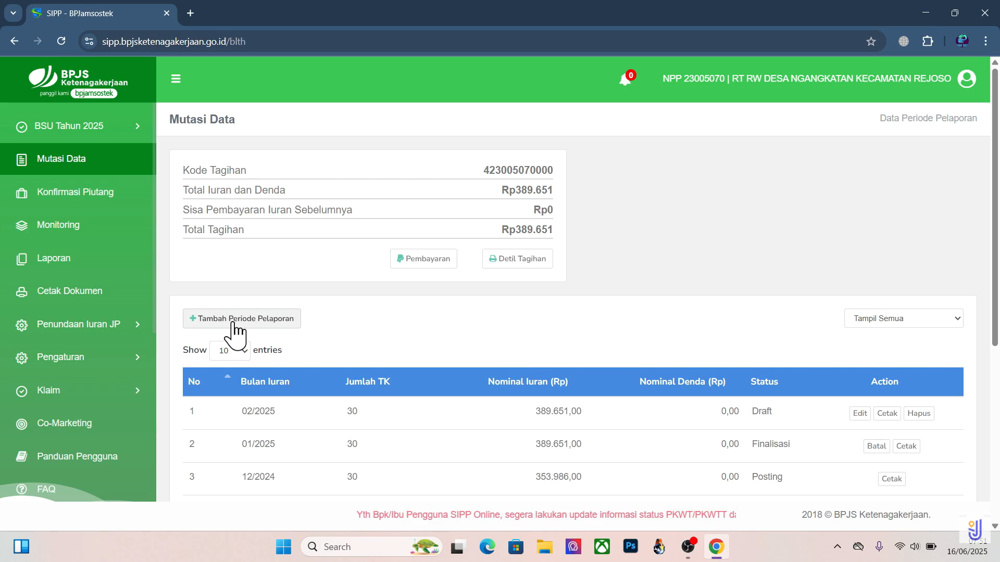 SIPP - BPJamsostek
sipp.bpjsketenagakerjaan.go.id/blth
BPJS
Ketenagakerjaan
panggil kami bpjamsostek
0
NPP 23005070 | RT RW DESA NGANGKATAN KECAMATAN REJOSO
BSU Tahun 2025
Mutasi Data
Konfirmasi Piutang
Monitoring
Laporan
Cetak Dokumen
Penundaan Iuran JP
Pengaturan
Klaim
Co-Marketing
Panduan Pengguna
FAQ
Mutasi Data
Data Periode Pelaporan
Kode Tagihan 423005070000
Total Iuran dan Denda Rp389.651
Sisa Pembayaran Iuran Sebelumnya Rp0
Total Tagihan Rp389.651
Pembayaran Detil Tagihan
Tambah Periode Pelaporan Tampil Semua
Show 10 entries
No Bulan Iuran Jumlah TK Nominal Iuran (Rp) Nominal Denda (Rp) Status Action
1 02/2025 30 389.651,00 0,00 Draft Edit Cetak Hapus
2 01/2025 30 389.651,00 0,00 Finalisasi Batal Cetak
3 12/2024 30 353.986,00 0,00 Posting Cetak
Yth Bpk/Ibu Pengguna SIPP Online, segera lakukan update informasi status PKWT/PKWTT
2018 © BPJS Ketenagakerjaan.
Search
Ps
07:51
16/06/2025